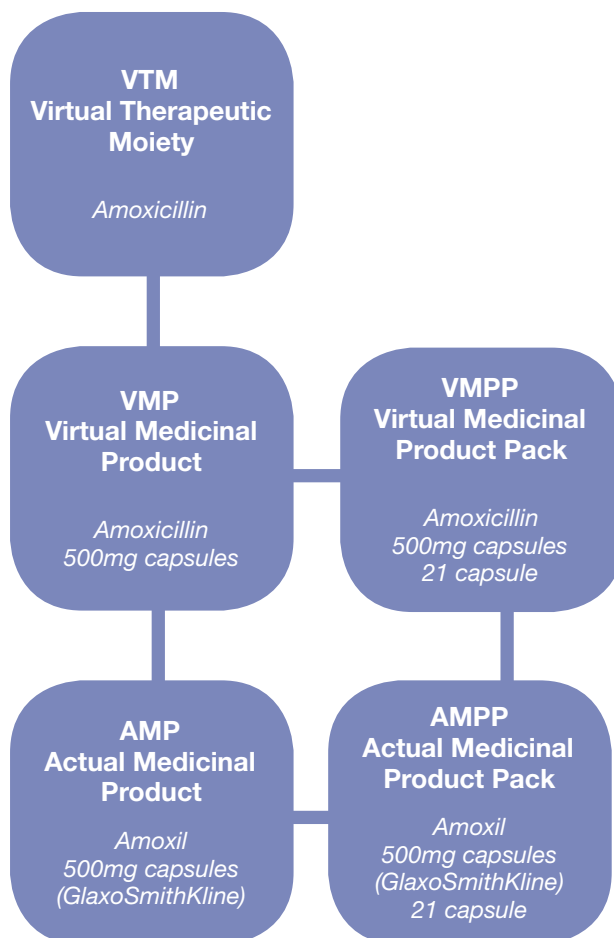 VTM
Virtual Therapeutic
Moiety
Amoxicillin
VMP
Virtual Medicinal
Product
Amoxicillin
500mg capsules
VMPP
Virtual Medicinal
Product Pack
Amoxicillin
500mg capsules
21 capsule
AMP
Actual Medicinal
Product
Amoxil
500mg capsules
(GlaxoSmithKline)
AMPP
Actual Medicinal
Product Pack
Amoxil
500mg capsules
(GlaxoSmithKline)
21 capsule